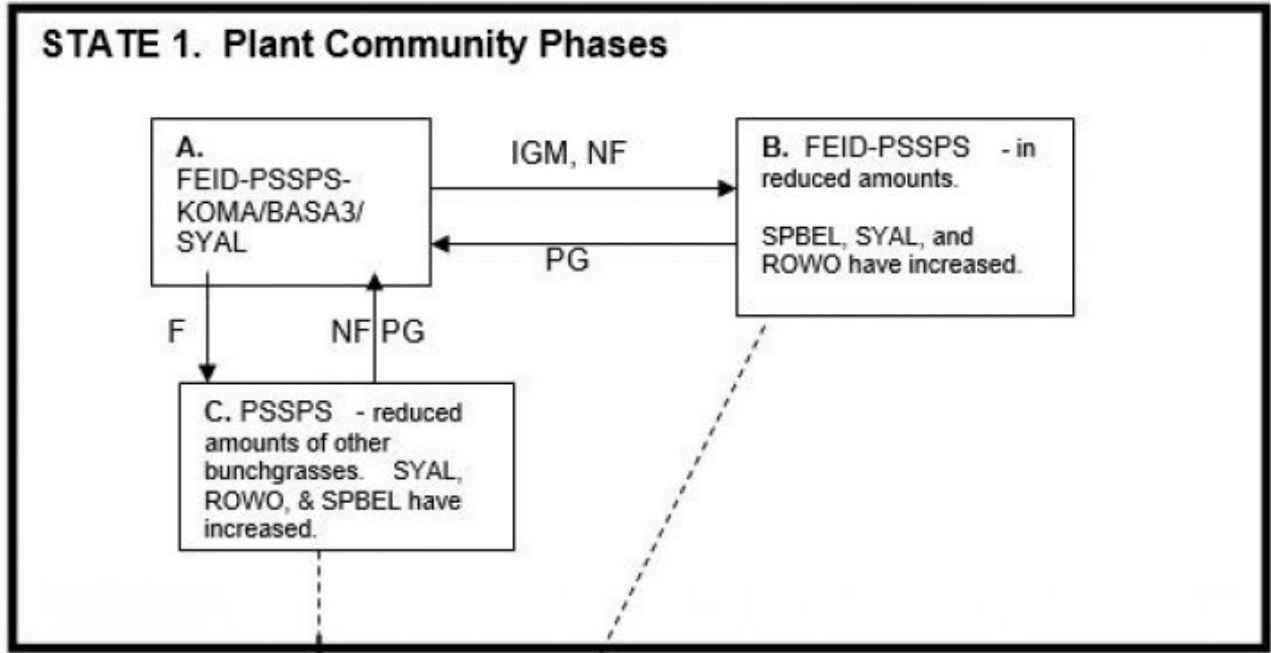 STATE 1. Plant Community Phases
A.
FEID-PSSPS-
KOMA/BASA3/
SYAL
IGM, NF
PG
B. FEID-PSSPS - in
reduced amounts.
SPBEL, SYAL, and
ROWO have increased.
F
NF PG
C. PSSPS - reduced
amounts of other
bunchgrasses. SYAL,
ROWO, & SPBEL have
increased.